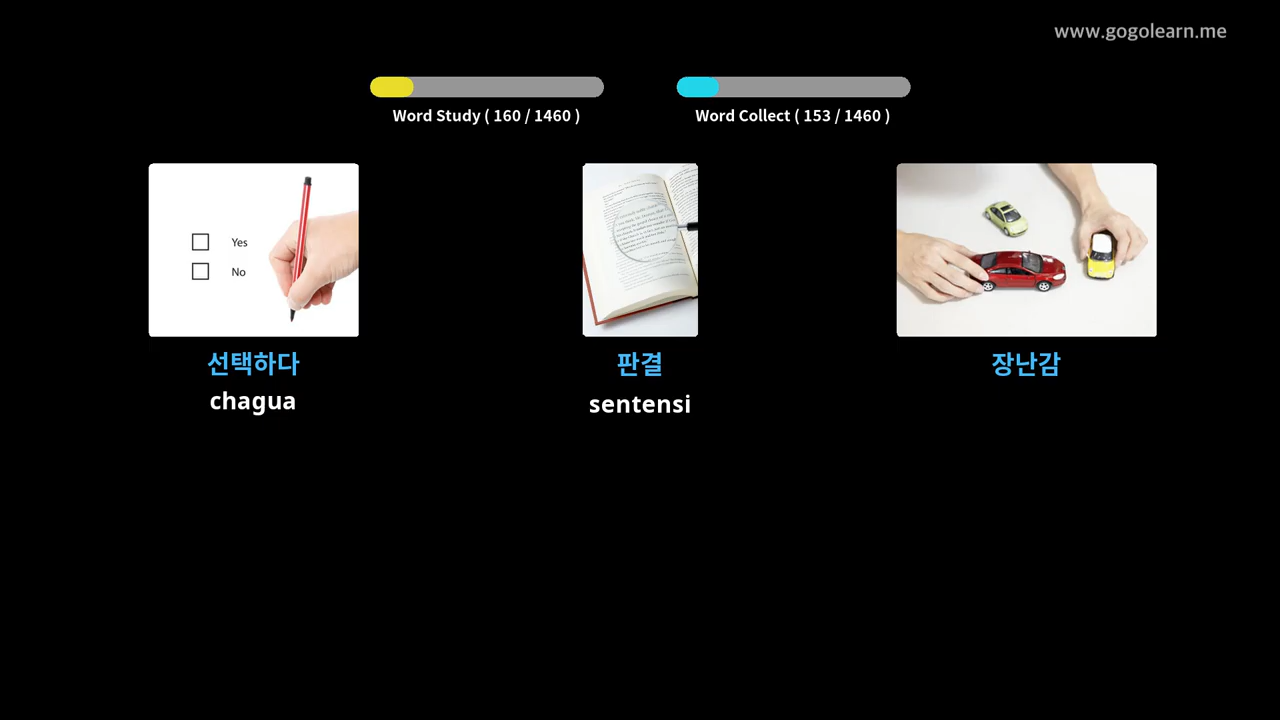 www.gogolearn.me
Word Study ( 160 / 1460 )
Word Collect ( 153 / 1460 )
Yes
No
선택하다
판결
장난감
chagua
sentensi